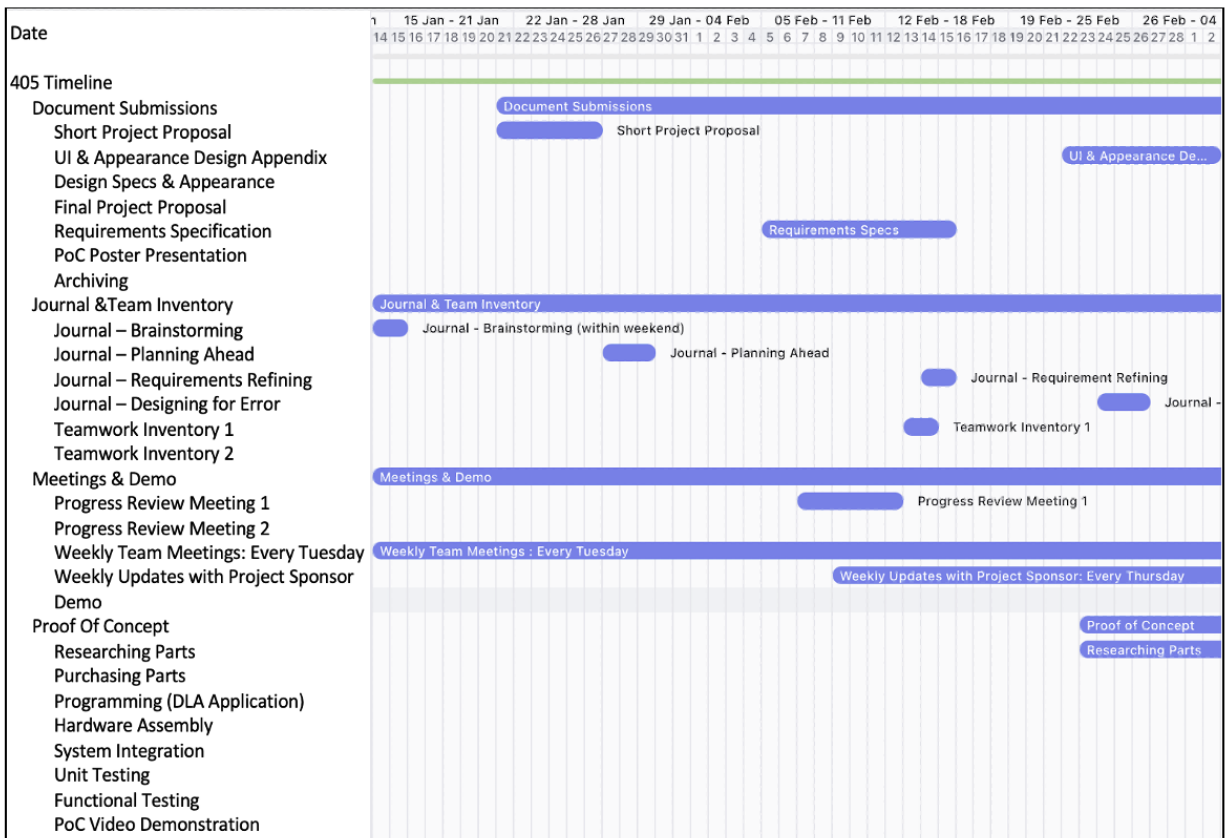 n 15 Jan - 21 Jan 22 Jan - 28 Jan 29 Jan - 04 Feb 05 Feb - 11 Feb 12 Feb - 18 Feb 19 Feb - 25 Feb 26 Feb - 04
Date
14 15 16 17 18 19 20 21 22 23 24 25 26 27 28 29 30 31 1 2 3 4 5 6 7 8 9 10 11 12 13 14 15 16 17 18 19 20 21 22 23 24 25 26 27 28 1 2
405 Timeline
Document Submissions Document Submissions
Short Project Proposal Short Project Proposal
UI & Appearance Design Appendix UI & Appearance De...
Design Specs & Appearance
Final Project Proposal
Requirements Specification Requirements Specs
PoC Poster Presentation
Archiving
Journal &Team Inventory Journal & Team Inventory
Journal – Brainstorming Journal - Brainstorming (within weekend)
Journal – Planning Ahead Journal - Planning Ahead
Journal – Requirements Refining Journal - Requirement Refining
Journal – Designing for Error Journal -
Teamwork Inventory 1 Teamwork Inventory 1
Teamwork Inventory 2
Meetings & Demo Meetings & Demo
Progress Review Meeting 1 Progress Review Meeting 1
Progress Review Meeting 2
Weekly Team Meetings: Every Tuesday Weekly Team Meetings : Every Tuesday
Weekly Updates with Project Sponsor Weekly Updates with Project Sponsor: Every Thursday
Demo
Proof Of Concept Proof of Concept
Researching Parts Researching Parts
Purchasing Parts
Programming (DLA Application)
Hardware Assembly
System Integration
Unit Testing
Functional Testing
PoC Video Demonstration